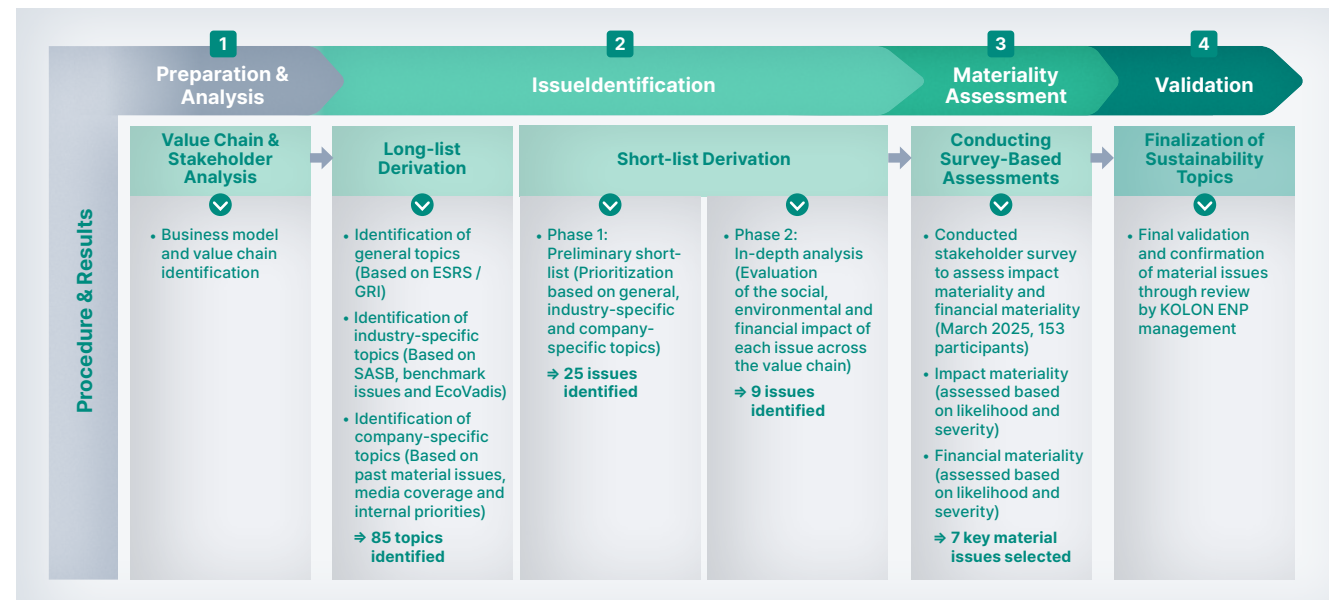 1
Preparation &
Analysis
2
IssueIdentification
3
Materiality
Assessment
4
Validation
Procedure & Results
Value Chain &
Stakeholder
Analysis
• Business model
and value chain
identification
Long-list
Derivation
• Identification of
general topics
(Based on ESRS /
GRI)
• Identification of
industry-specific
topics (Based on
SASB, benchmark
issues and EcoVadis)
• Identification of
company-specific
topics (Based on
past material issues,
media coverage and
internal priorities)
⇒ 85 topics
identified
Short-list Derivation
• Phase 1:
Preliminary short-
list (Prioritization
based on general,
industry-specific
and company-
specific topics)
⇒ 25 issues
identified
• Phase 2:
In-depth analysis
(Evaluation
of the social,
environmental and
financial impact of
each issue across
the value chain)
⇒ 9 issues
identified
Conducting
Survey-Based
Assessments
• Conducted
stakeholder survey
to assess impact
materiality and
financial materiality
(March 2025, 153
participants)
• Impact materiality
(assessed based
on likelihood and
severity)
• Financial materiality
(assessed based
on likelihood and
severity)
⇒ 7 key material
issues selected
Finalization of
Sustainability
Topics
• Final validation
and confirmation
of material issues
through review
by KOLON ENP
management